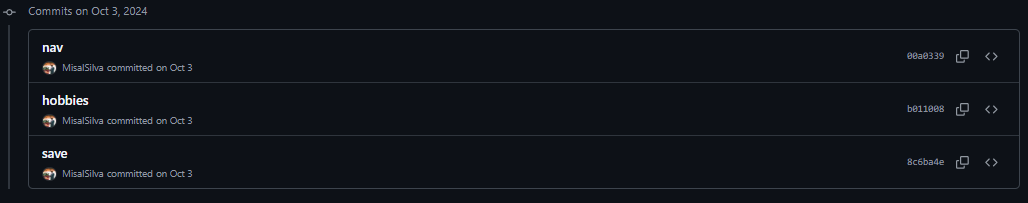 Commits on Oct 3, 2024
nav
MisalSilva committed on Oct 3
00a0339
hobbies
MisalSilva committed on Oct 3
b011008
save
MisalSilva committed on Oct 3
8c6ba4e